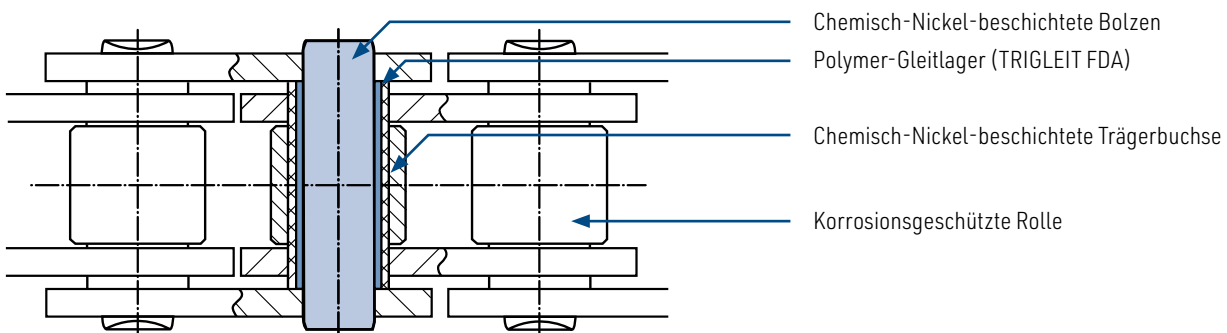 Chemisch-Nickel-beschichtete Bolzen
Polymer-Gleitlager (TRIGLEIT FDA)
Chemisch-Nickel-beschichtete Trägerbuchse
Korrosionsgeschützte Rolle